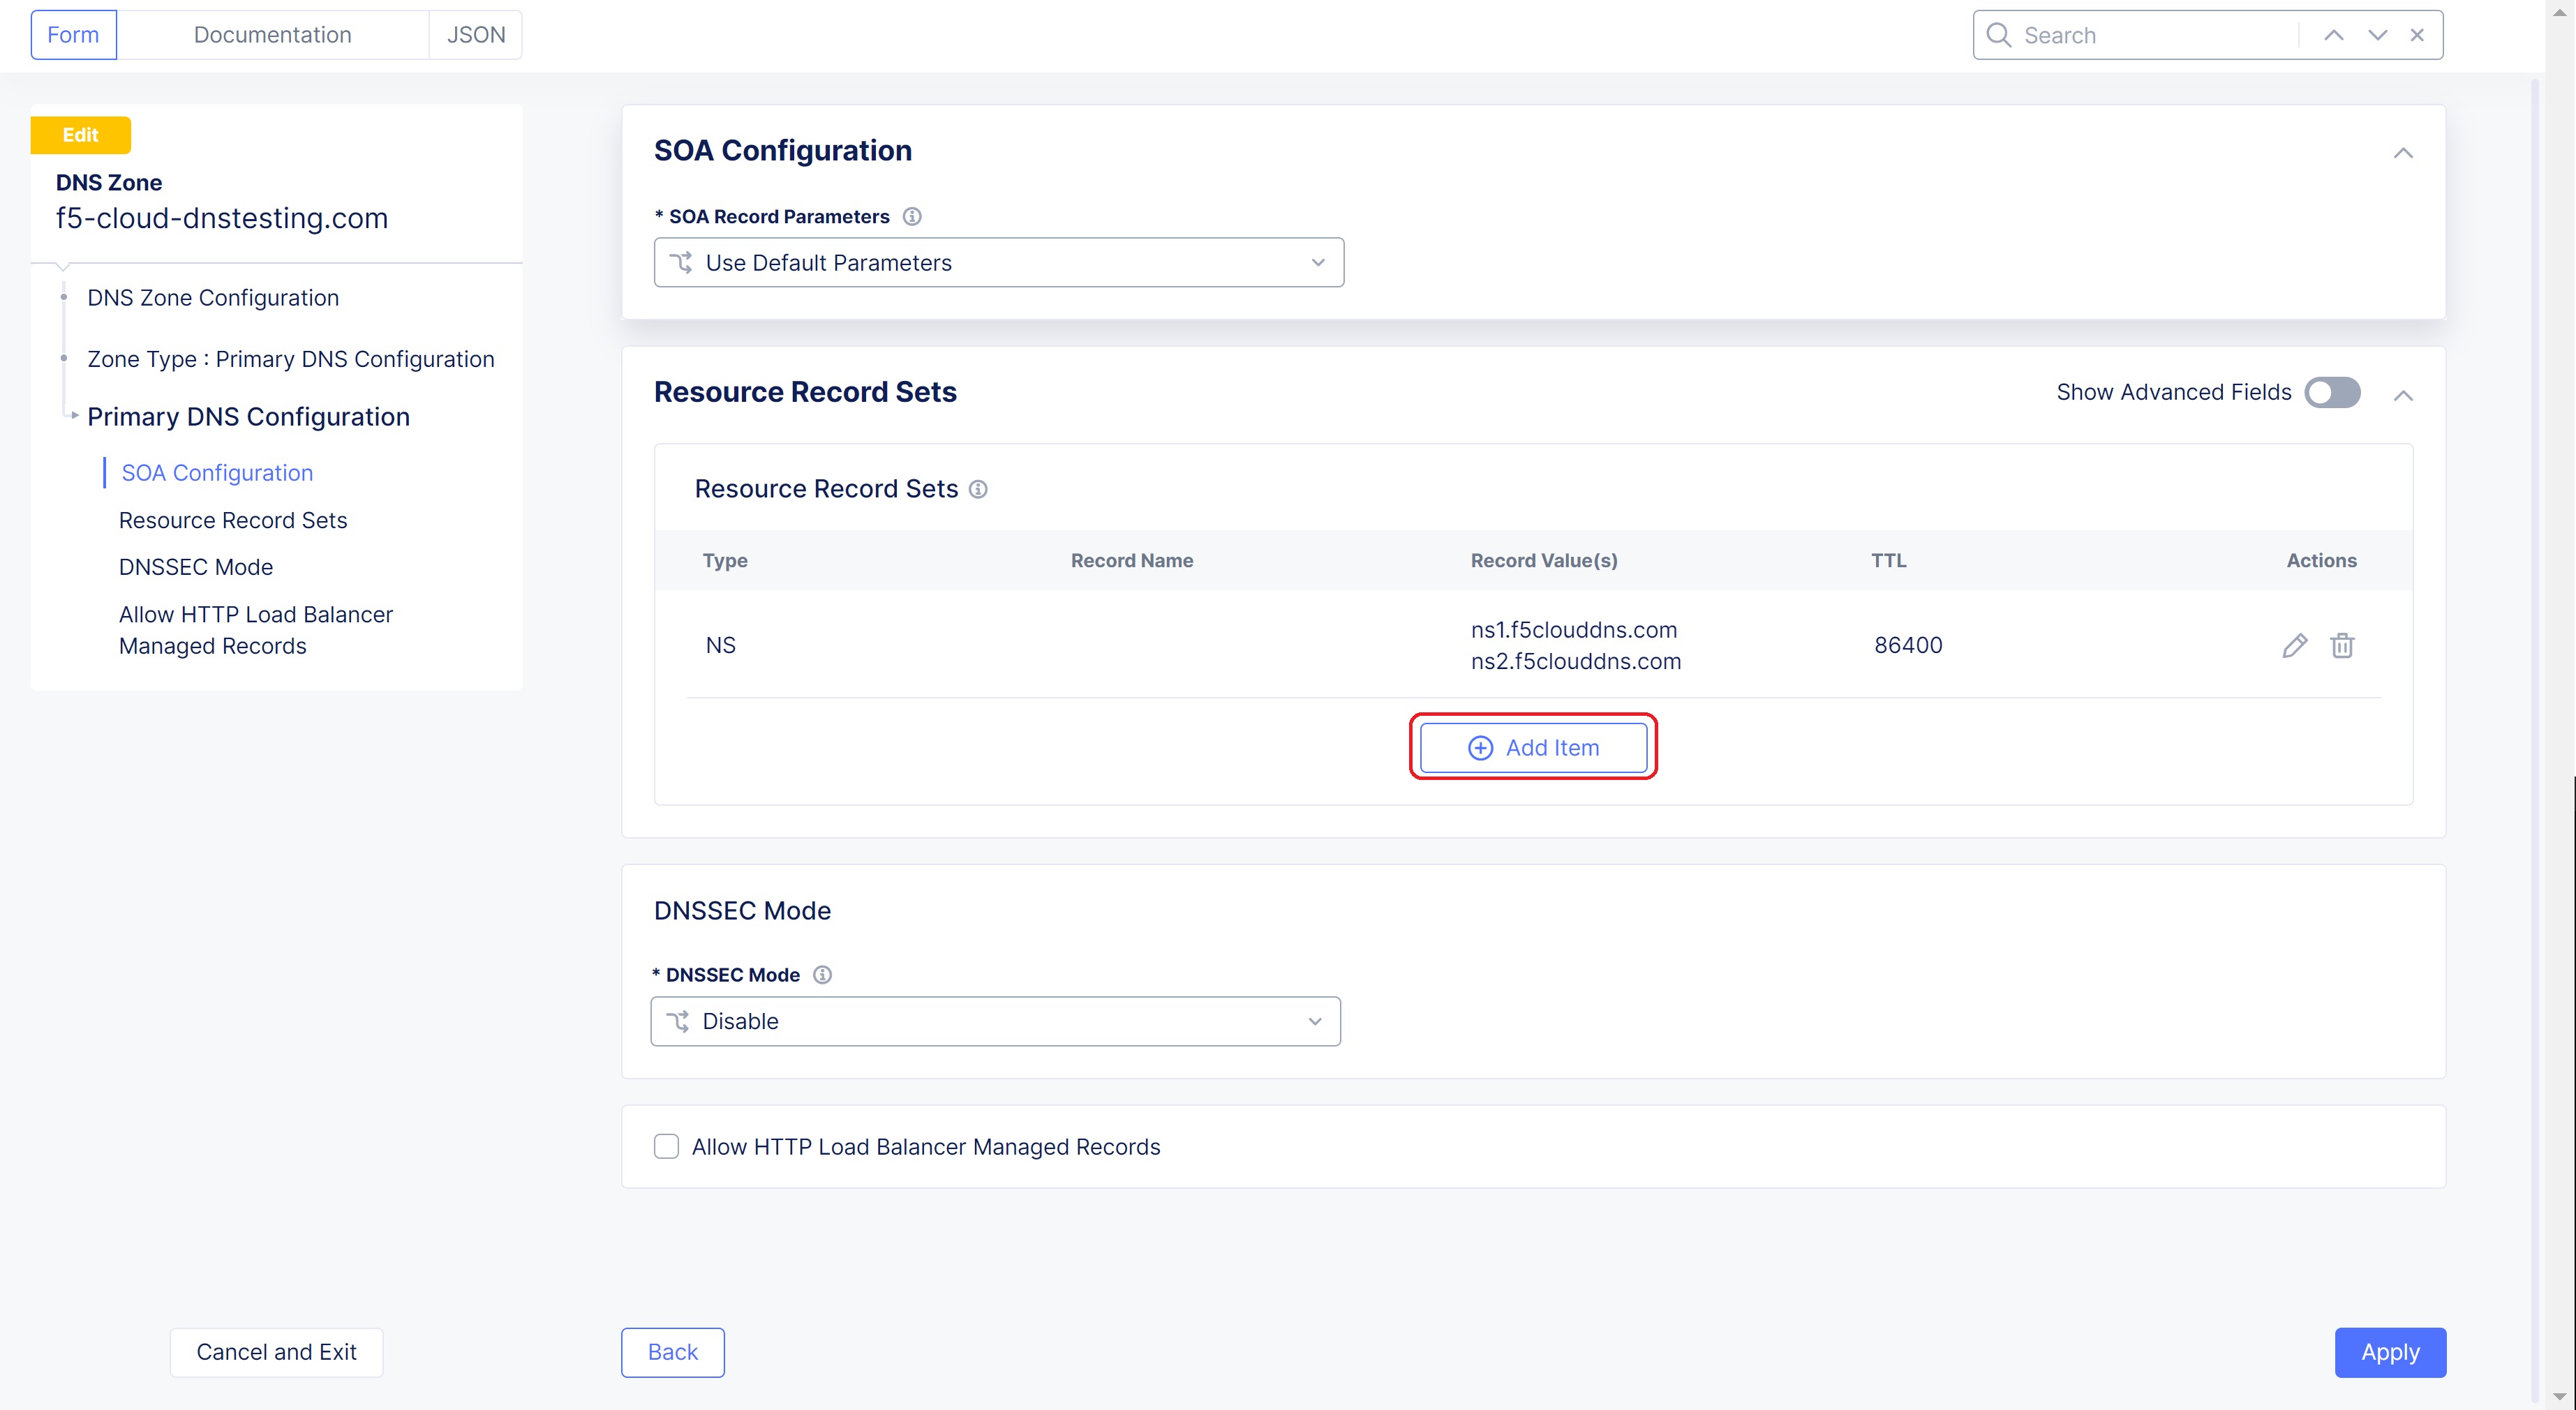 Form
Documentation
JSON
Search
Edit
DNS Zone
f5-cloud-dnstesting.com
DNS Zone Configuration
Zone Type : Primary DNS Configuration
Primary DNS Configuration
SOA Configuration
Resource Record Sets
DNSSEC Mode
Allow HTTP Load Balancer
Managed Records
SOA Configuration
* SOA Record Parameters
Use Default Parameters
Resource Record Sets
Show Advanced Fields
Resource Record Sets
Type
Record Name
Record Value(s)
TTL
Actions
NS
ns1.f5clouddns.com
ns2.f5clouddns.com
86400
Add Item
DNSSEC Mode
* DNSSEC Mode
Disable
Allow HTTP Load Balancer Managed Records
Cancel and Exit
Back
Apply